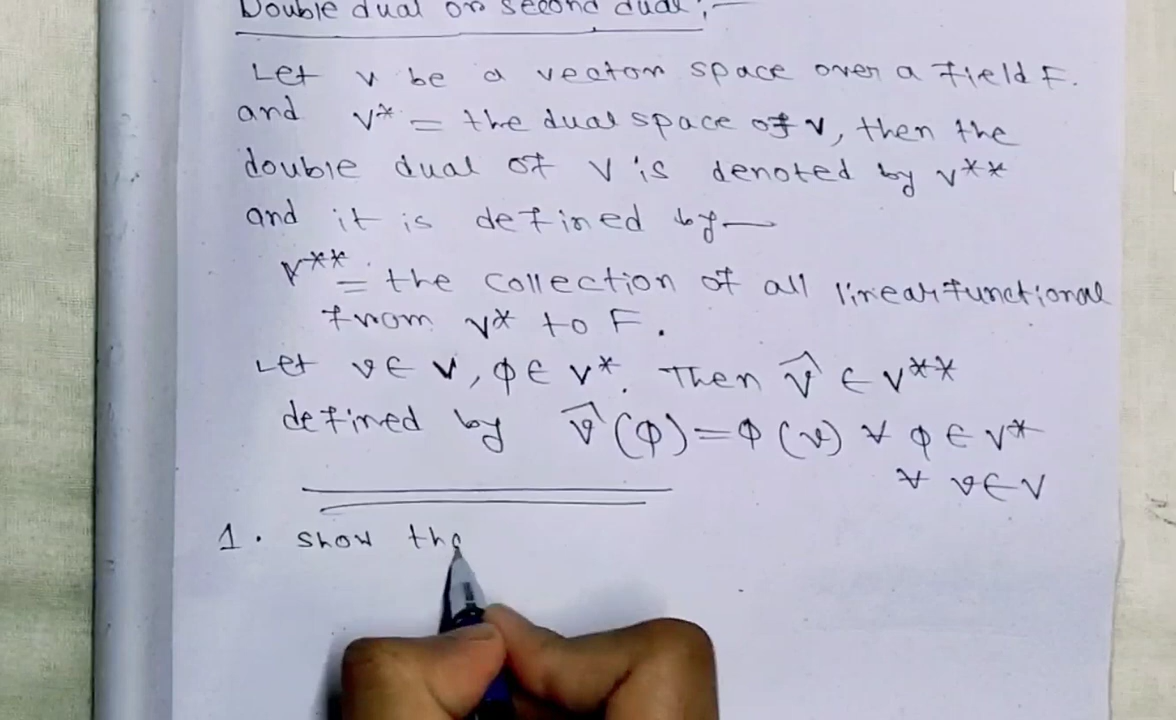 Double dual or second dual :—
Let v be a vector space over a field F.
and v* = the dual space of v, then the
double dual of V is denoted by v**
and it is defined by —
V** = the collection of all linear functional
from v* to F.
Let v ∈ V, φ ∈ v*. Then v̂ ∈ v**
defined by v̂(φ) = φ(v) ∀ φ ∈ v*
∀ v ∈ V
1. Show tha